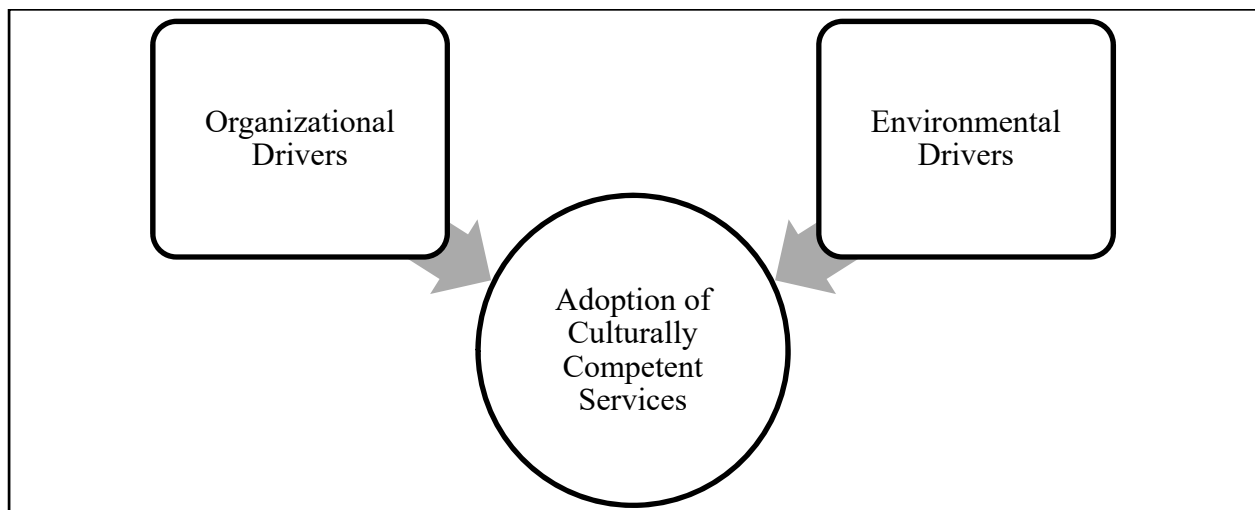 Organizational
Drivers
Environmental
Drivers
Adoption of
Culturally
Competent
Services